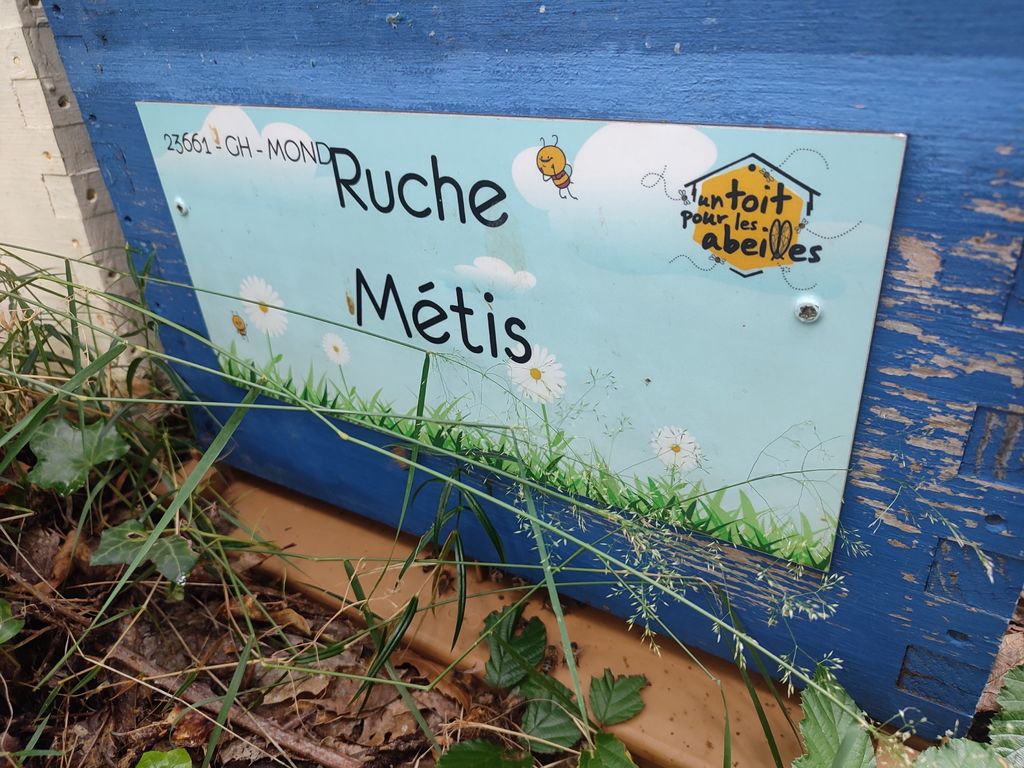 23661 - GH - MOND
Ruche
Métis
un toit
pour les
abeilles